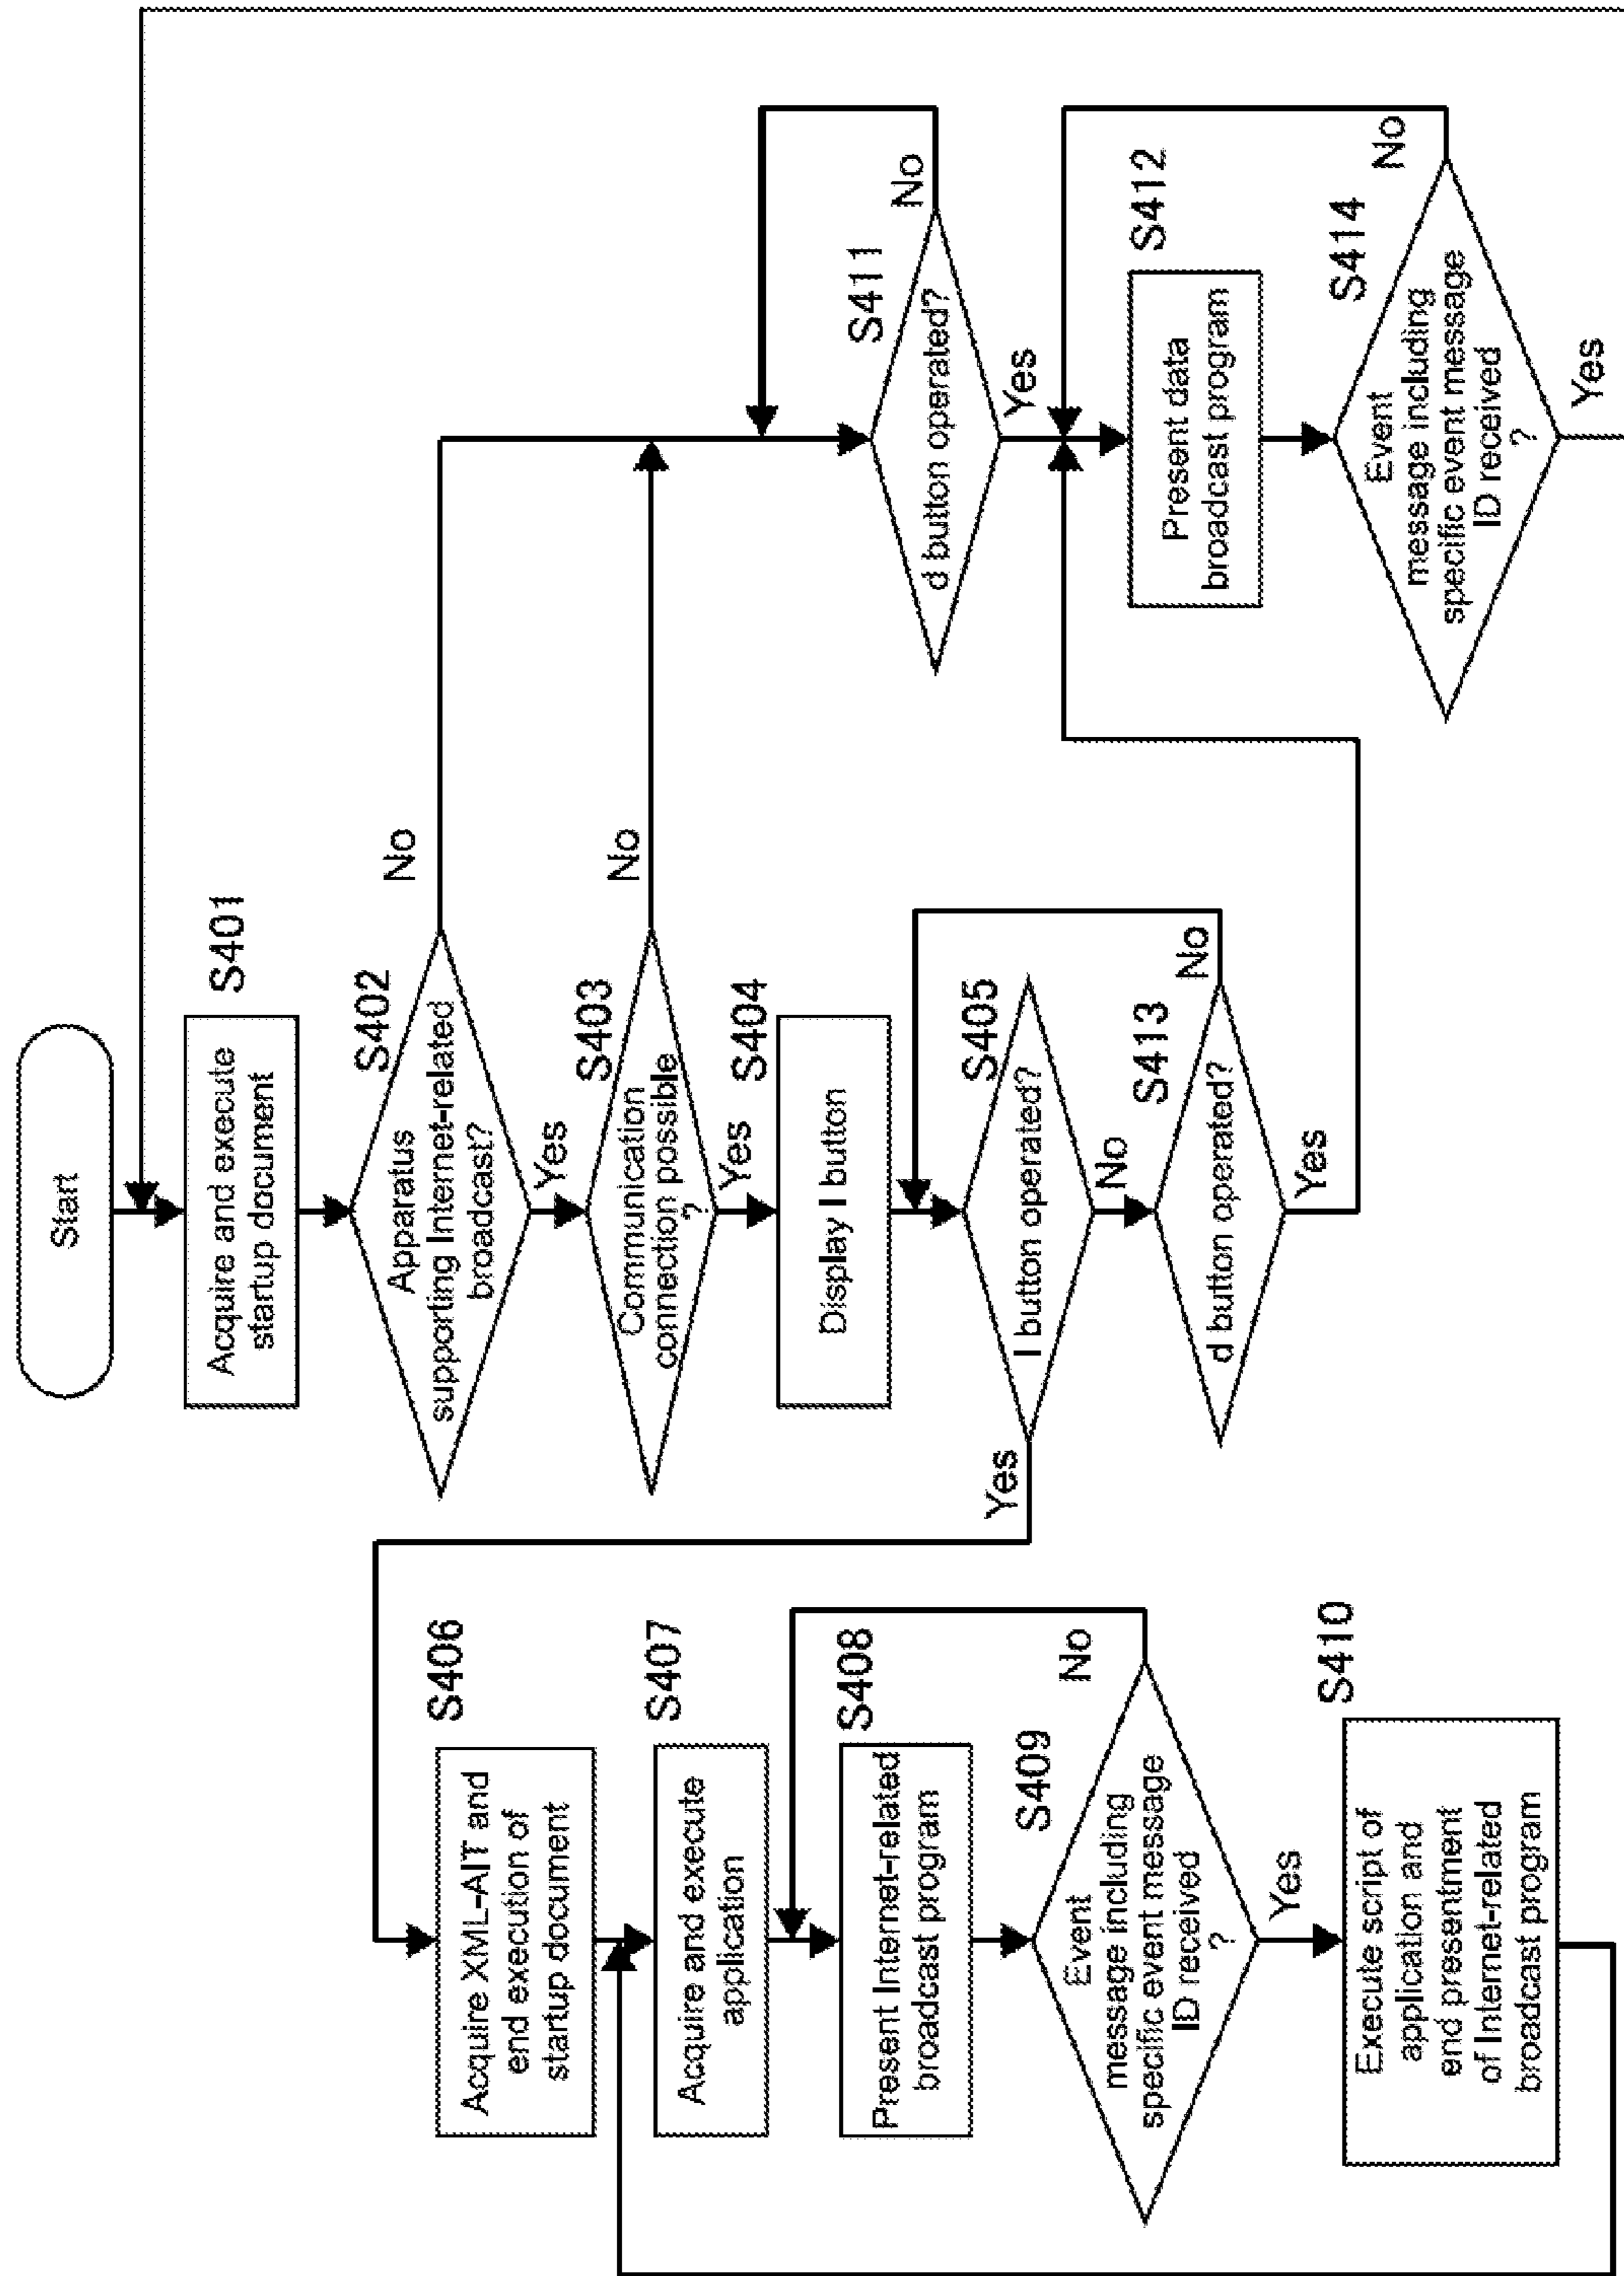 Start
Acquire and execute
startup document
S401
Apparatus
supporting Internet-related
broadcast?
S402
No
Yes
Communication
connection possible
?
S403
No
Yes
Display I button
S404
I button operated?
S405
Yes
No
d button operated?
S413
No
Yes
Acquire XML-AIT and
end execution of
startup document
S406
Acquire and execute
application
S407
Present Internet-related
broadcast program
S408
Event
message including
specific event message
ID received
?
S409
No
Yes
Execute script of
application and
end presentment
of Internet-related
broadcast program
S410
d button operated?
S411
No
Yes
Present data
broadcast program
S412
Event
message including
specific event message
ID received
?
S414
No
Yes